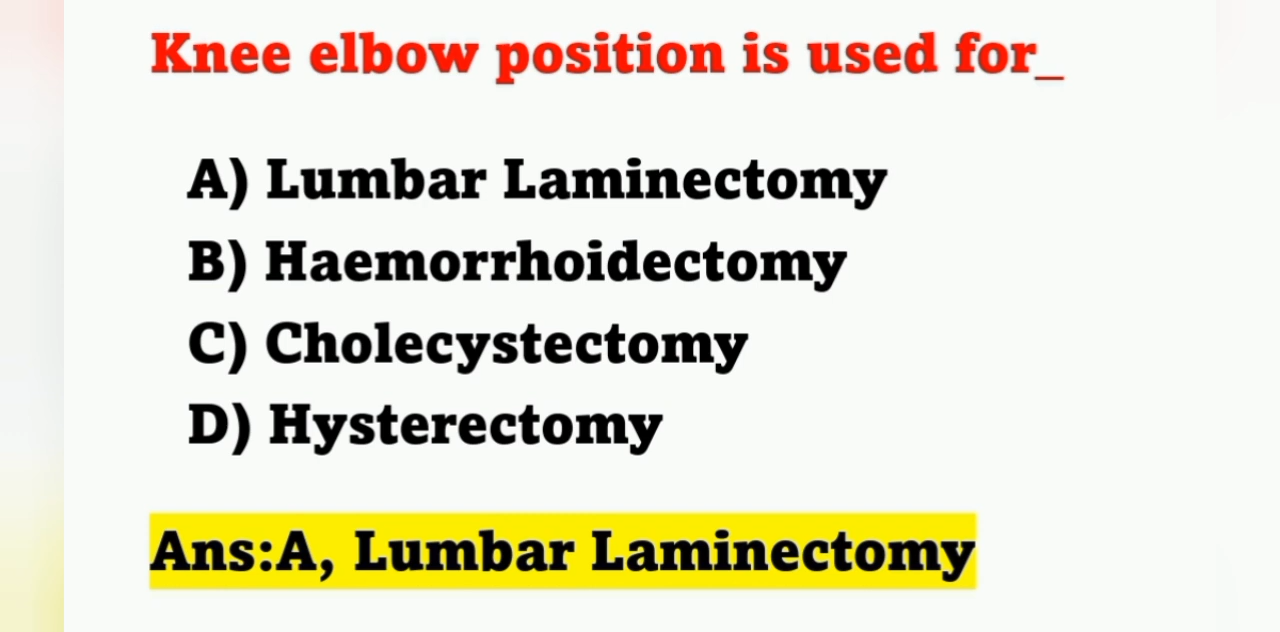 Knee elbow position is used for_
A) Lumbar Laminectomy
B) Haemorrhoidectomy
C) Cholecystectomy
D) Hysterectomy
Ans:A, Lumbar Laminectomy